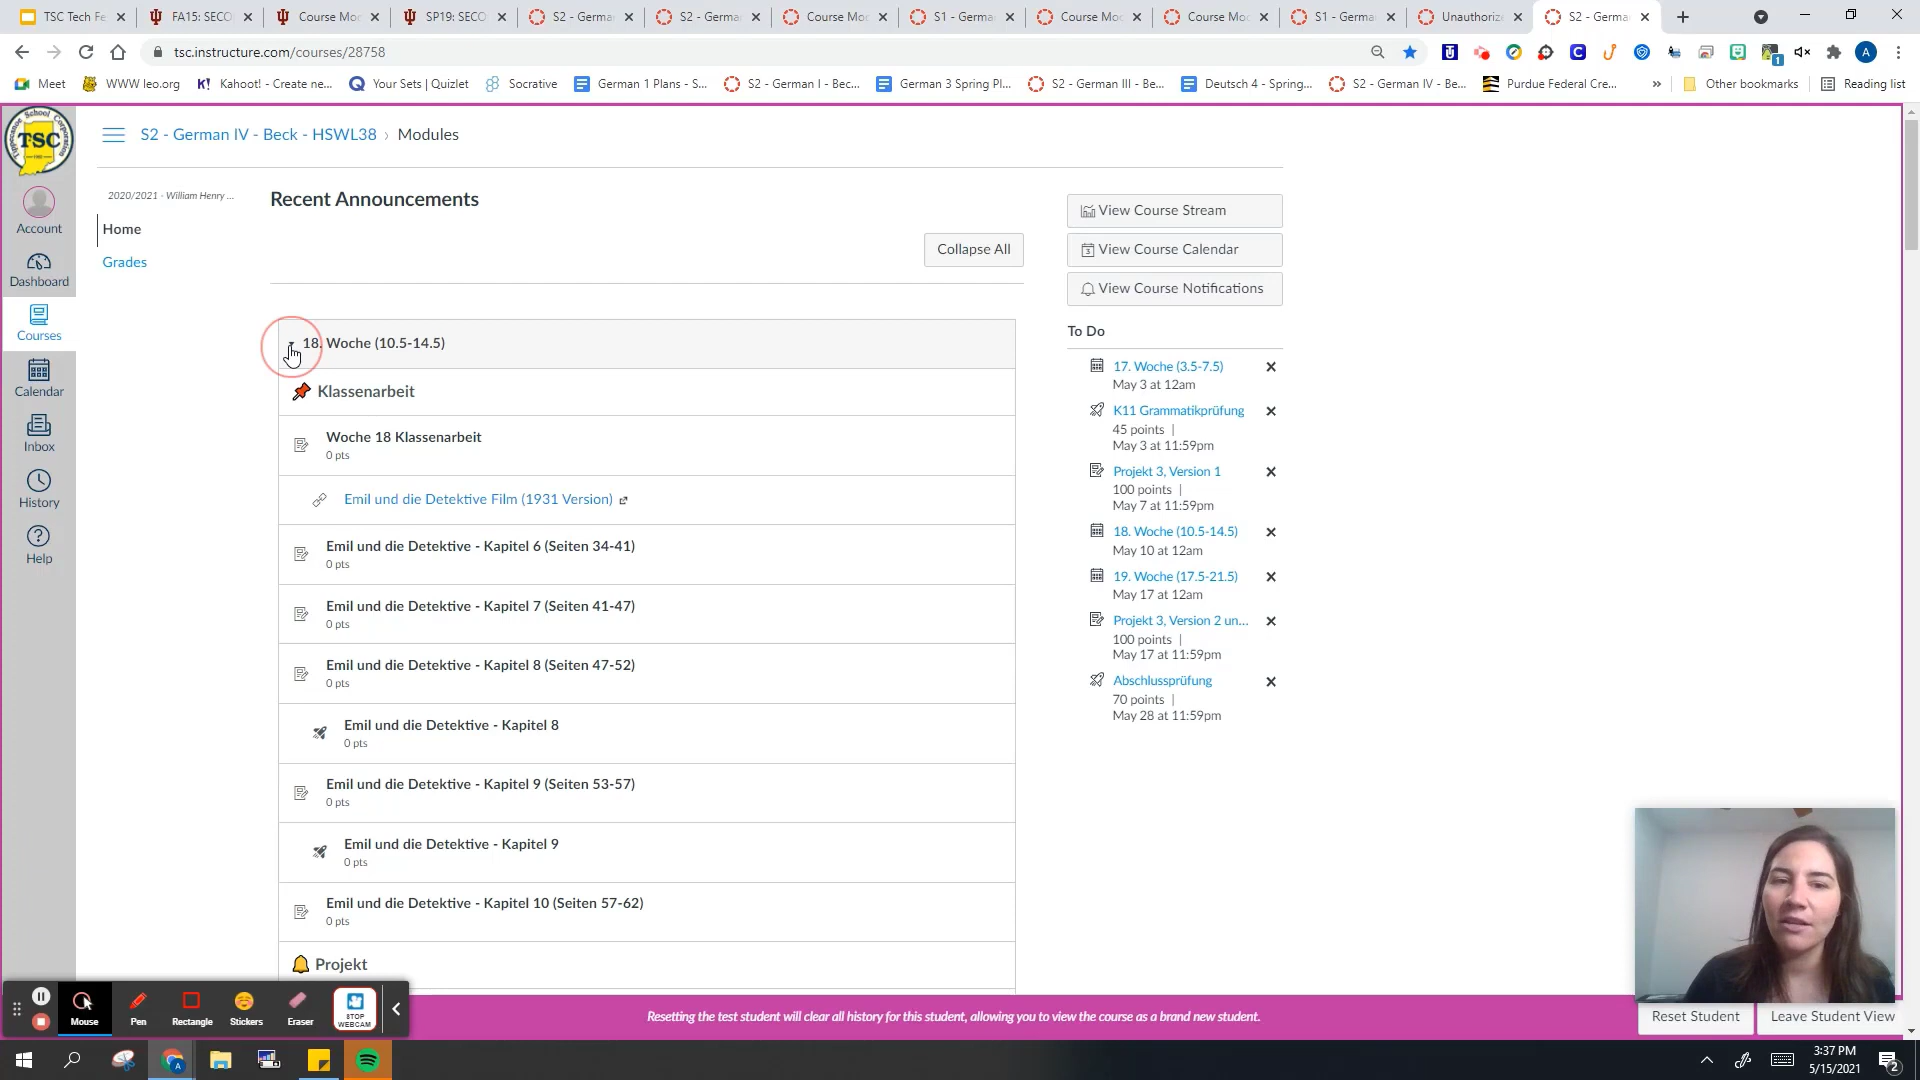 TSC Tech Fe
FA15: SECO
Course Mo
SP19: SECO
S2 - Germa
S2 - Germa
Course Mo
S1 - Germa
Course Mo
Course Mo
S1 - Germa
Unauthoriz
S2 - Germa
tsc.instructure.com/courses/28758
Meet
WWW leo.org
Kahoot! - Create ne...
Your Sets | Quizlet
Socrative
German 1 Plans - S...
S2 - German I - Bec...
German 3 Spring Pl...
S2 - German III - Be...
Deutsch 4 - Spring...
S2 - German IV - Be...
Purdue Federal Cre...
»
Other bookmarks
Reading list
TSC
S2 - German IV - Beck - HSWL38 › Modules
2020/2021 - William Henry ...
Home
Grades
Account
Dashboard
Courses
Calendar
Inbox
History
Help
Recent Announcements
Collapse All
18. Woche (10.5-14.5)
Klassenarbeit
Woche 18 Klassenarbeit
0 pts
Emil und die Detektive Film (1931 Version)
Emil und die Detektive - Kapitel 6 (Seiten 34-41)
0 pts
Emil und die Detektive - Kapitel 7 (Seiten 41-47)
0 pts
Emil und die Detektive - Kapitel 8 (Seiten 47-52)
0 pts
Emil und die Detektive - Kapitel 8
0 pts
Emil und die Detektive - Kapitel 9 (Seiten 53-57)
0 pts
Emil und die Detektive - Kapitel 9
0 pts
Emil und die Detektive - Kapitel 10 (Seiten 57-62)
0 pts
Projekt
View Course Stream
View Course Calendar
View Course Notifications
To Do
17. Woche (3.5-7.5)
May 3 at 12am
K11 Grammatikprüfung
45 points |
May 3 at 11:59pm
Projekt 3, Version 1
100 points |
May 7 at 11:59pm
18. Woche (10.5-14.5)
May 10 at 12am
19. Woche (17.5-21.5)
May 17 at 12am
Projekt 3, Version 2 un...
100 points |
May 17 at 11:59pm
Abschlussprüfung
70 points |
May 28 at 11:59pm
Mouse
Pen
Rectangle
Stickers
Eraser
STOP
WEBCAM
Resetting the test student will clear all history for this student, allowing you to view the course as a brand new student.
Reset Student
Leave Student View
3:37 PM
5/15/2021
2